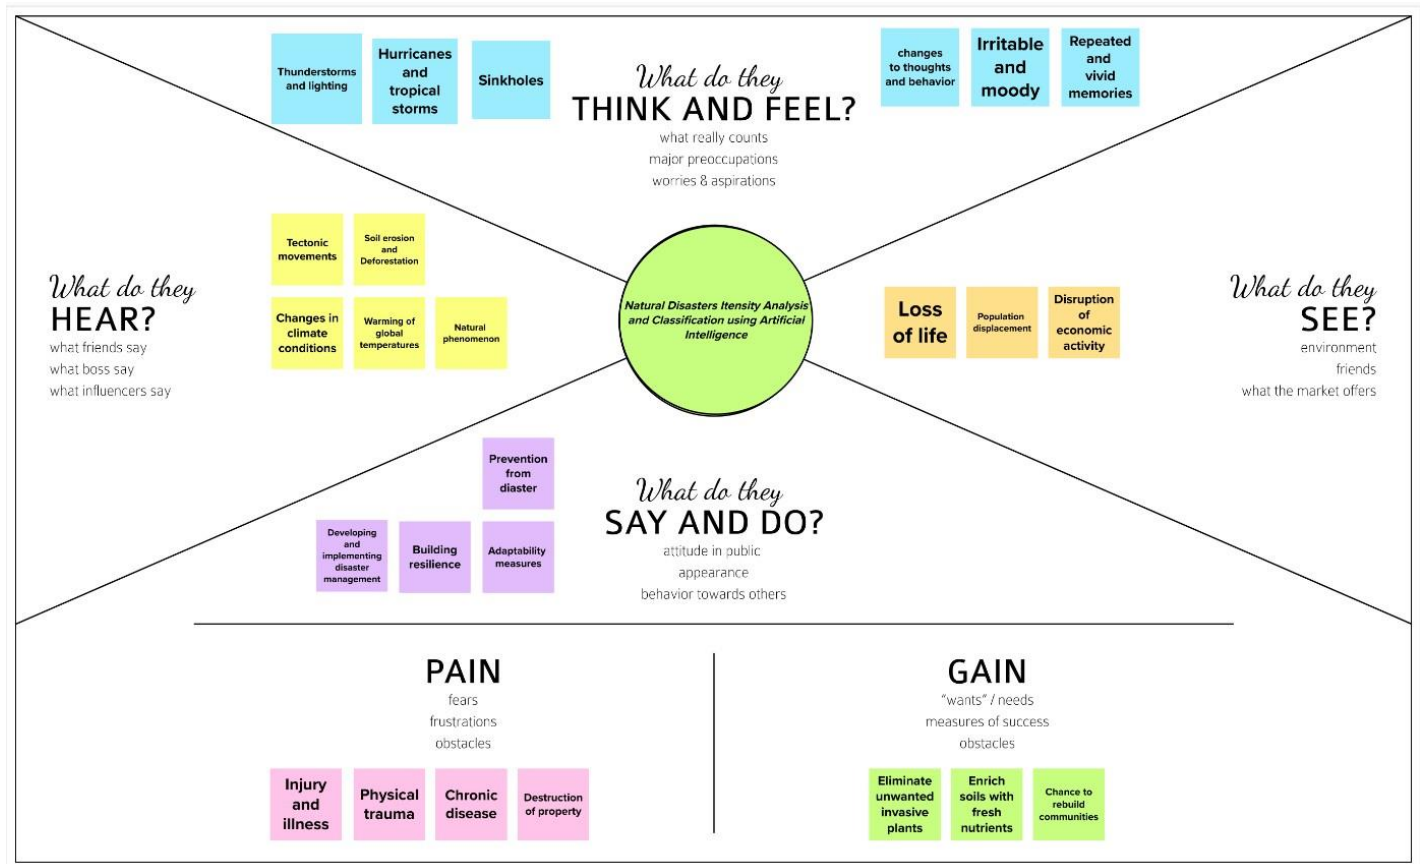 Thunderstorms
and lighting
Hurricanes
and
tropical
storms
Sinkholes
What do they
THINK AND FEEL?
what really counts
major preoccupations
worries & aspirations
changes
to thoughts
and behavior
Irritable
and
moody
Repeated
and
vivid
memories
What do they
HEAR?
what friends say
what boss say
what influencers say
Tectonic
movements
Soil erosion
and
Deforestation
Changes in
climate
conditions
Warming of
global
temperatures
Natural
phenomenon
Natural Disasters Itensity Analysis
and Classification using Artificial
Intelligence
Loss
of life
Population
displacement
Disruption
of
economic
activity
What do they
SEE?
environment
friends
what the market offers
Prevention
from
diaster
Developing
and
implementing
disaster
management
Building
resilience
Adaptability
measures
What do they
SAY AND DO?
attitude in public
appearance
behavior towards others
PAIN
fears
frustrations
obstacles
Injury
and
illness
Physical
trauma
Chronic
disease
Destruction
of property
GAIN
"wants" / needs
measures of success
obstacles
Eliminate
unwanted
invasive
plants
Enrich
soils with
fresh
nutrients
Chance to
rebuild
communities